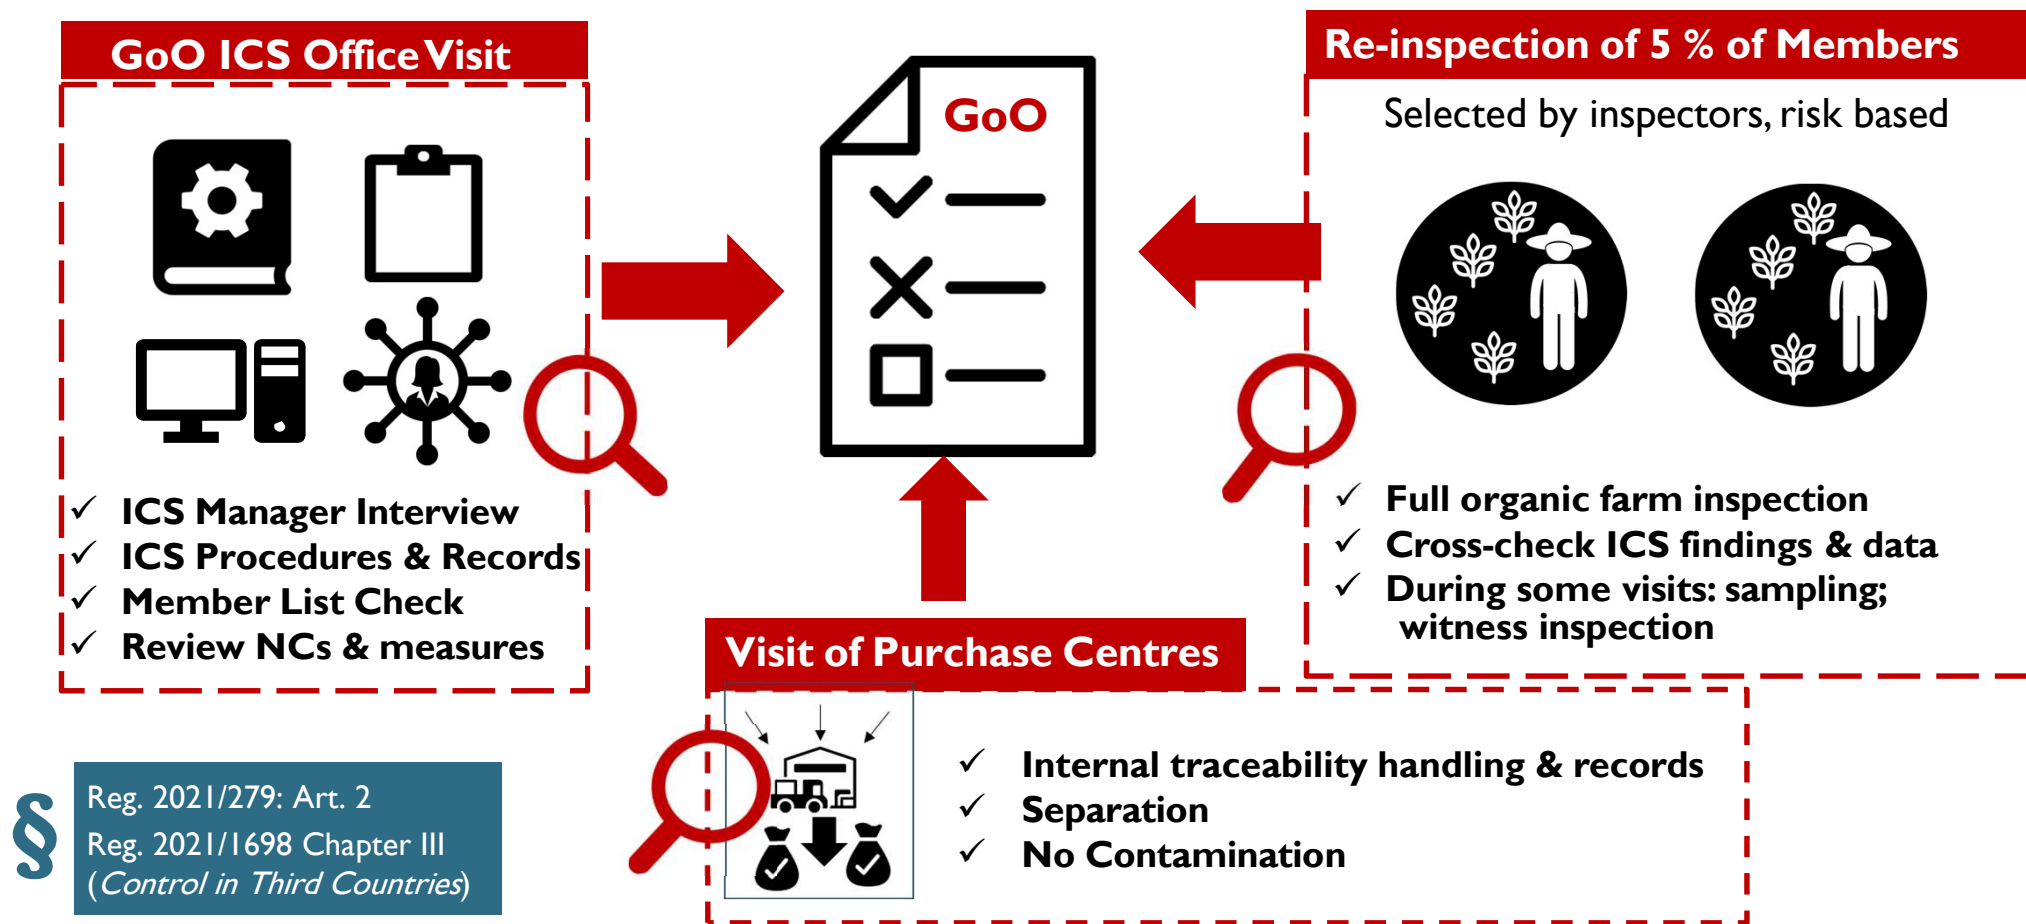 GoO ICS Office Visit
✓ ICS Manager Interview
✓ ICS Procedures & Records
✓ Member List Check
✓ Review NCs & measures
GoO
Re-inspection of 5 % of Members
Selected by inspectors, risk based
✓ Full organic farm inspection
✓ Cross-check ICS findings & data
✓ During some visits: sampling;
witness inspection
Visit of Purchase Centres
✓ Internal traceability handling & records
✓ Separation
✓ No Contamination
§
Reg. 2021/279: Art. 2
Reg. 2021/1698 Chapter III
(Control in Third Countries)